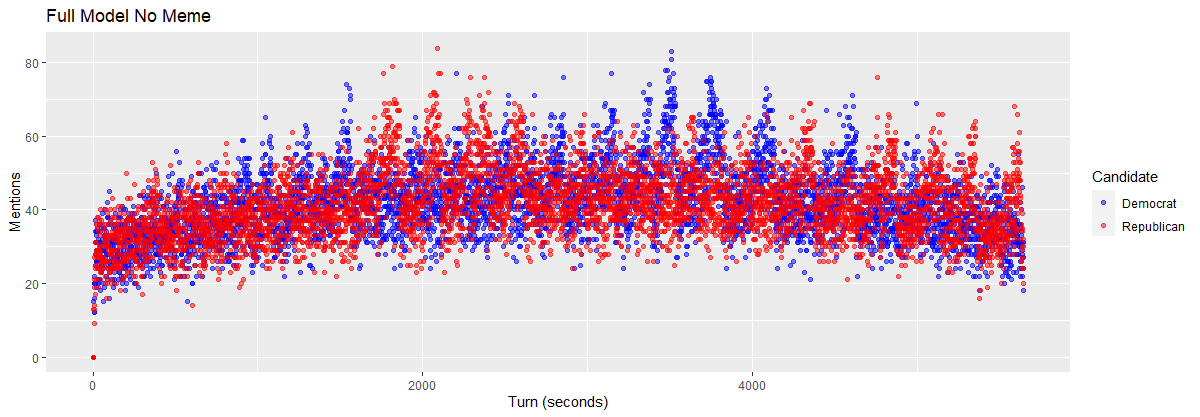 Full Model No Meme
80
60
40
20
0
Mentions
0 2000 4000
Turn (seconds)
Candidate
Democrat
Republican